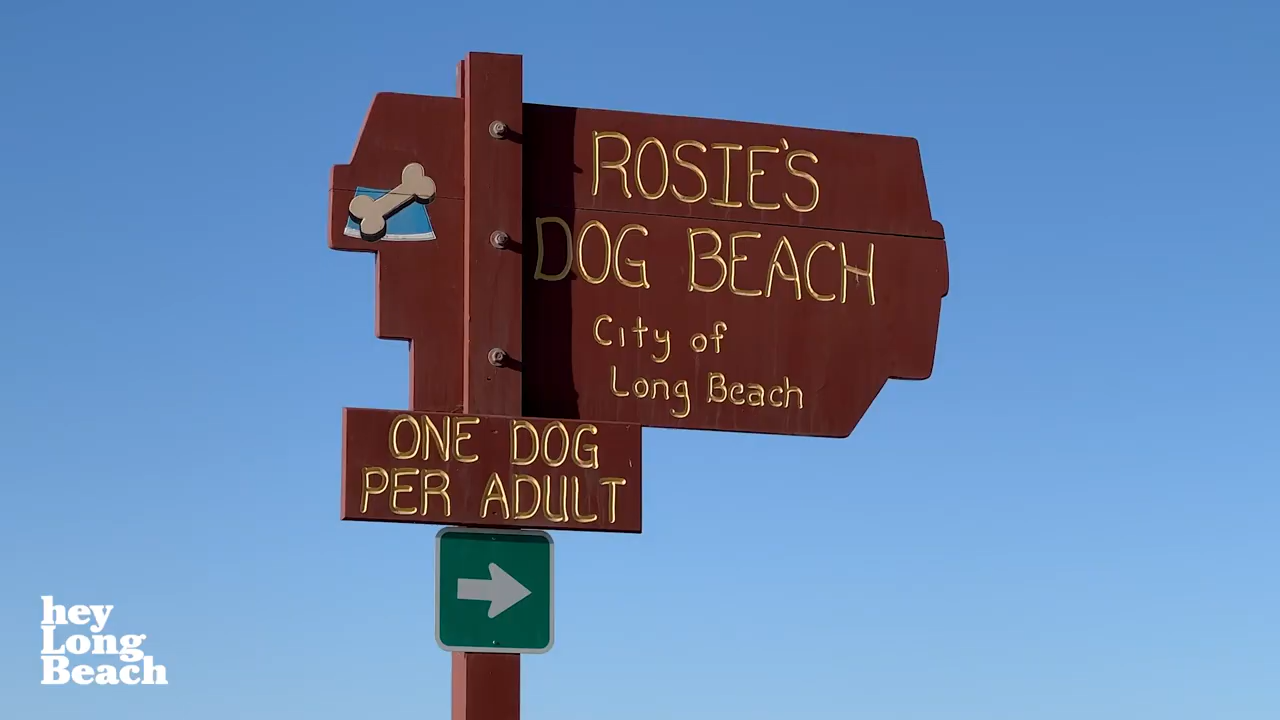 ROSIE'S
DOG BEACH
City of
Long Beach
ONE DOG
PER ADULT
hey
Long
Beach